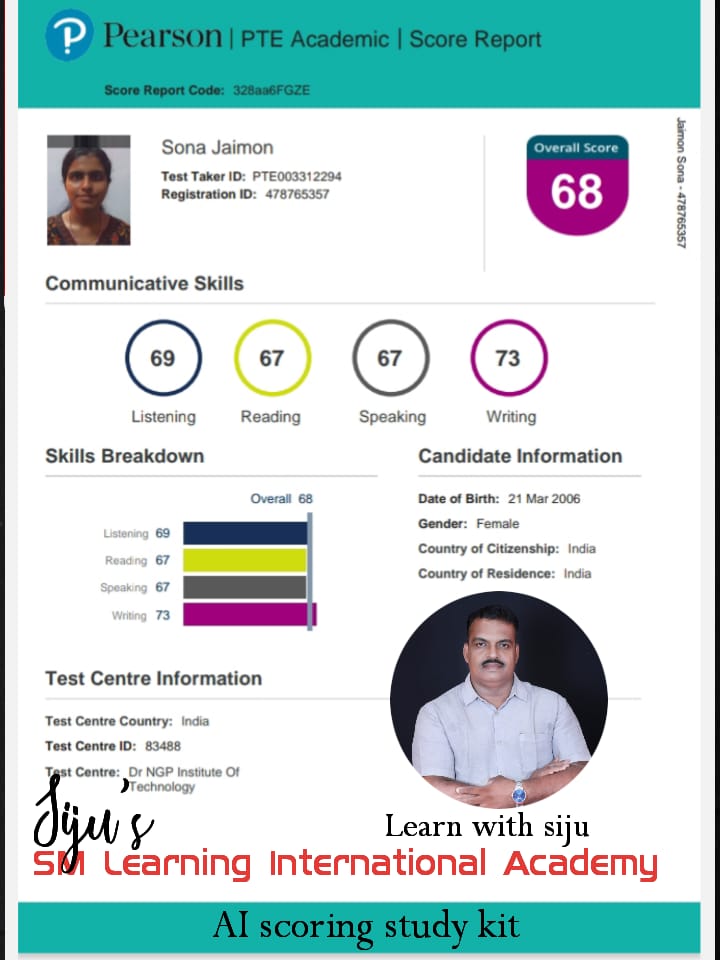 Pearson | PTE Academic | Score Report
Score Report Code: 328aa6FGZE
Sona Jaimon
Test Taker ID: PTE003312294
Registration ID: 478765357
Overall Score
68
Jaimon Sona - 478765357
Communicative Skills
69 67 67 73
Listening Reading Speaking Writing
Skills Breakdown
Overall 68
Listening 69
Reading 67
Speaking 67
Writing 73
Candidate Information
Date of Birth: 21 Mar 2006
Gender: Female
Country of Citizenship: India
Country of Residence: India
Test Centre Information
Test Centre Country: India
Test Centre ID: 83488
Test Centre: Dr NGP Institute Of
Technology
Siju's
Learn with siju
SM Learning International Academy
AI scoring study kit